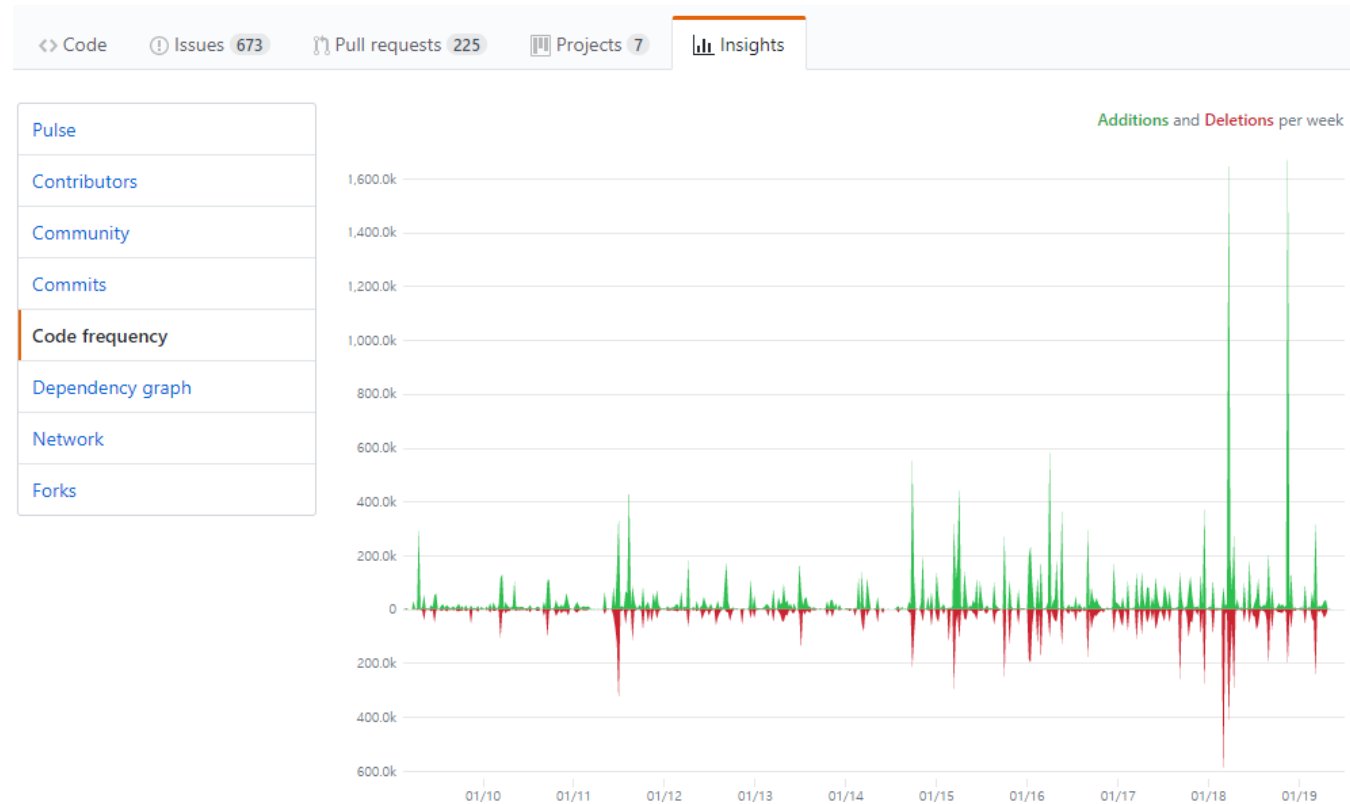 Code Issues 673 Pull requests 225 Projects 7 Insights
Pulse
Contributors
Community
Commits
Code frequency
Dependency graph
Network
Forks
Additions and Deletions per week
1,600.0k
1,400.0k
1,200.0k
1,000.0k
800.0k
600.0k
400.0k
200.0k
0
200.0k
400.0k
600.0k
01/10 01/11 01/12 01/13 01/14 01/15 01/16 01/17 01/18 01/19